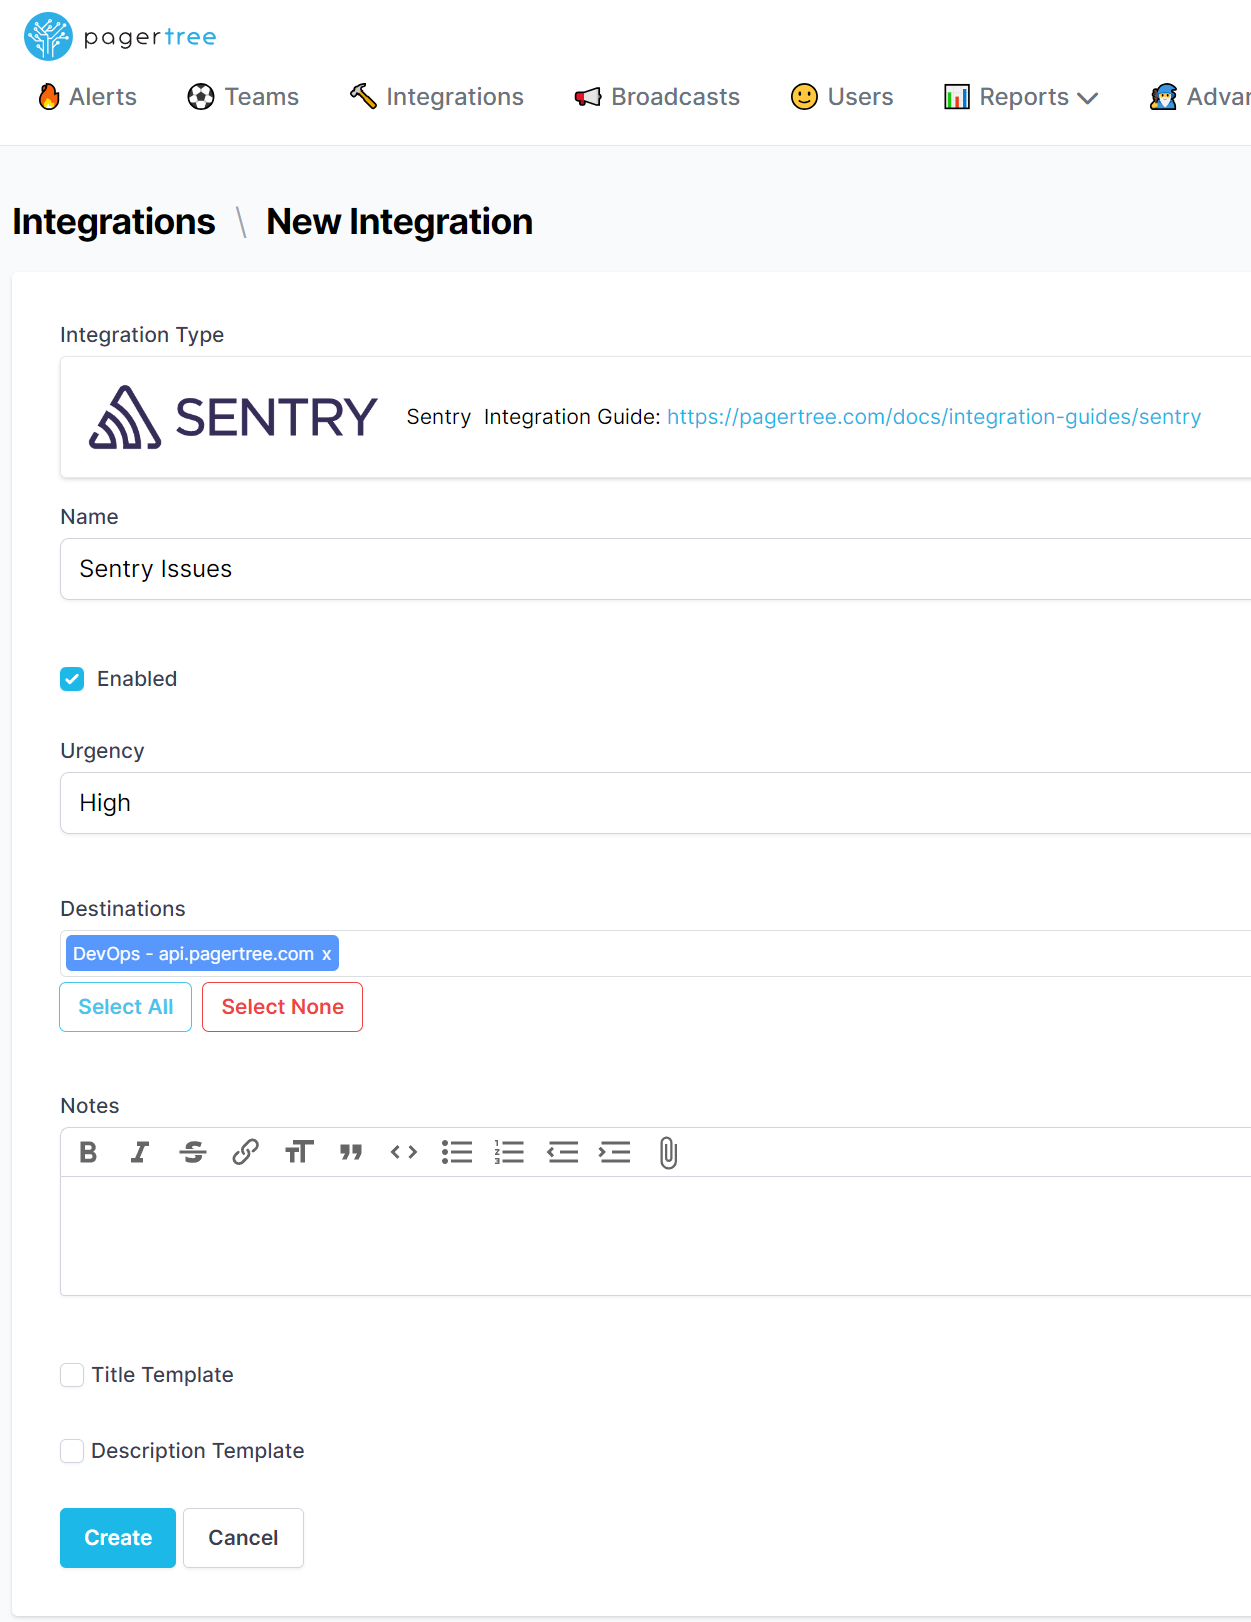 pagertree
Alerts Teams Integrations Broadcasts Users Reports Advan
Integrations \ New Integration
Integration Type
SENTRY Sentry Integration Guide: https://pagertree.com/docs/integration-guides/sentry
Name
Sentry Issues
Enabled
Urgency
High
Destinations
DevOps - api.pagertree.com x
Select All Select None
Notes
Title Template
Description Template
Create Cancel